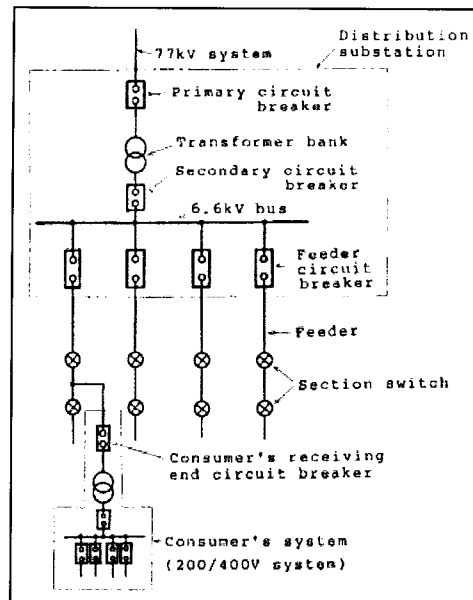 Distribution
substation
77kV system
Primary circuit
breaker
Transformer bank
Secondary circuit
breaker
6.6kV bus
Feeder
circuit
breaker
Feeder
Section switch
Consumer's receiving
end circuit breaker
Consumer's system
(200/400V system)